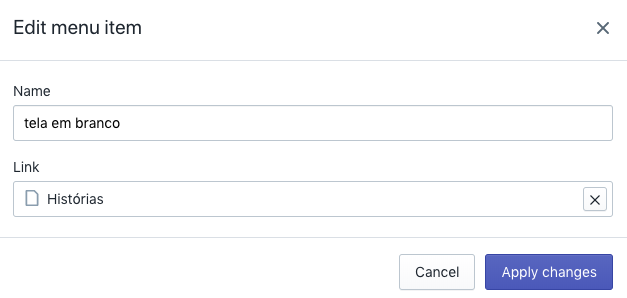 Edit menu item
Name
tela em branco
Link
Histórias
Cancel Apply changes